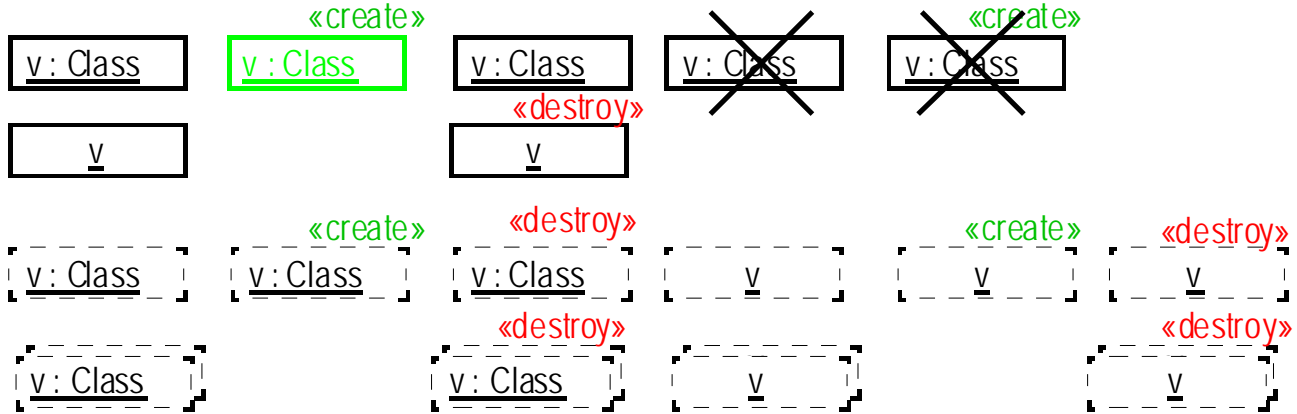 «create» «create»
v : Class v : Class v : Class v : Class v : Class
«destroy»
v v
«create» «destroy» «create» «destroy»
v : Class v : Class v : Class v v v
«destroy» «destroy»
v : Class v : Class v v